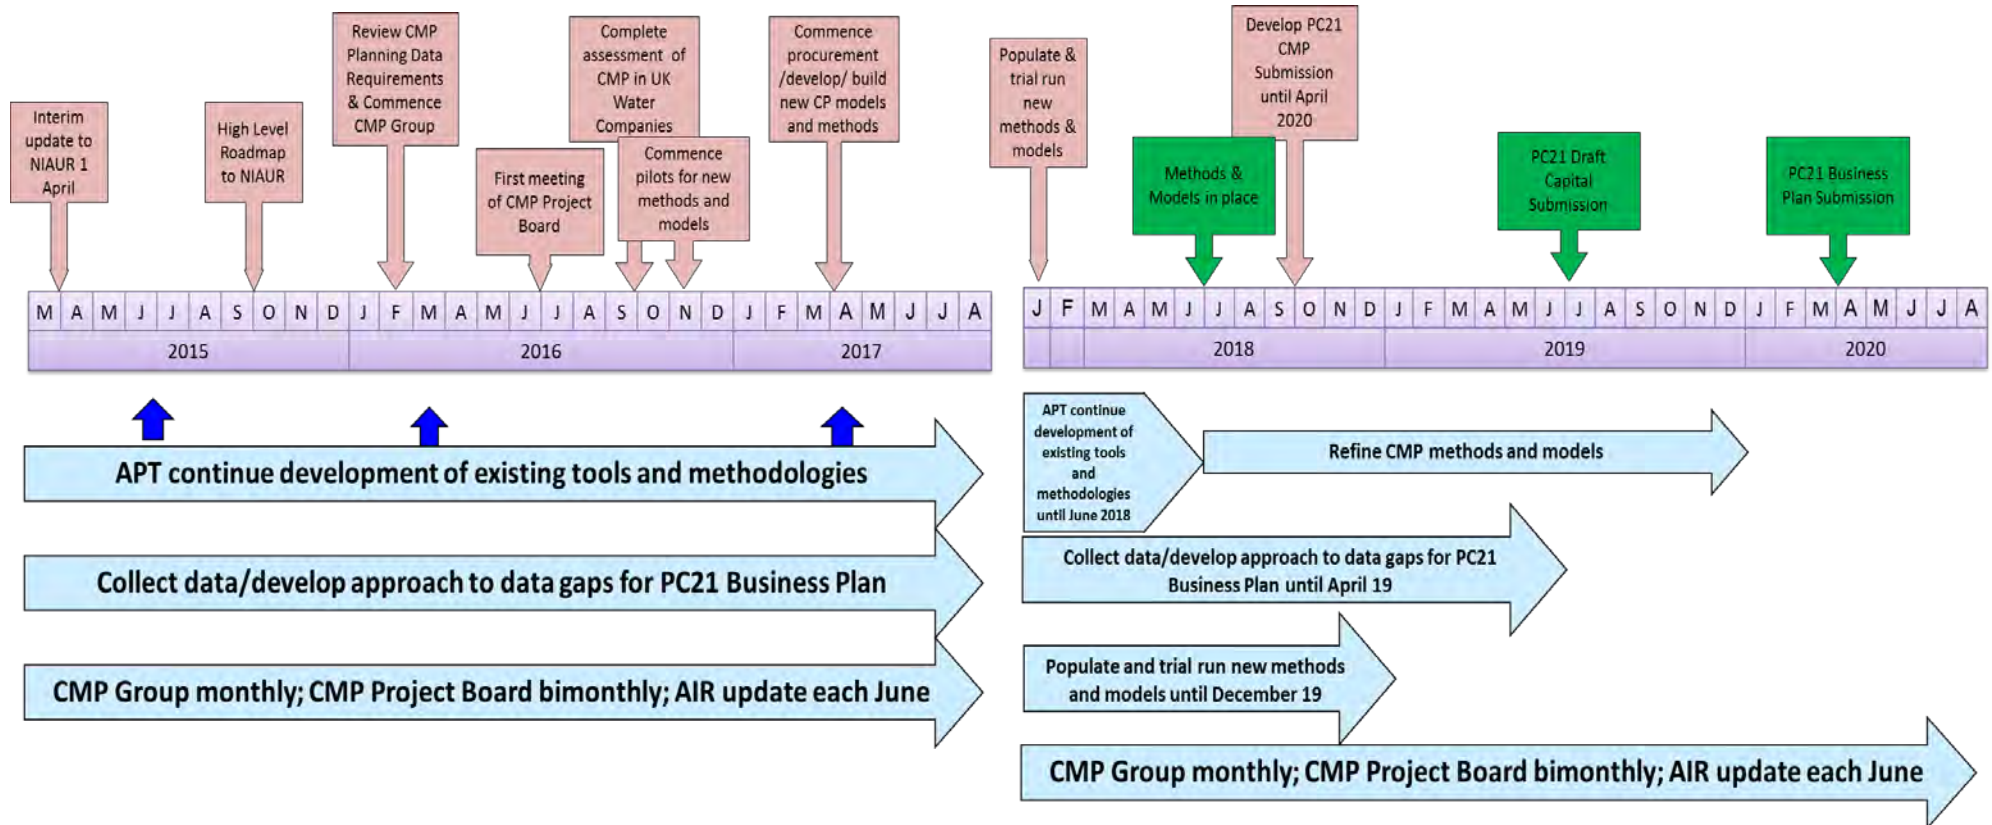 Interim
update to
NIAUR 1
April
High Level
Roadmap
to NIAUR
Review CMP
Planning Data
Requirements
& Commence
CMP Group
First meeting
of CMP Project
Board
Complete
assessment of
CMP in UK
Water
Companies
Commence
pilots for new
methods and
models
Commence
procurement
/develop/ build
new CP models
and methods
Populate &
trial run
new
methods &
models
Methods &
Models in place
Develop PC21
CMP
Submission
until April
2020
PC21 Draft
Capital
Submission
PC21 Business
Plan Submission
M A M J J A S O N D J F M A M J J A S O N D J F M A M J J A
2015 2016 2017
J F M A M J J A S O N D J F M A M J J A S O N D J F M A M J J A
2018 2019 2020
APT continue development of existing tools and methodologies
Collect data/develop approach to data gaps for PC21 Business Plan
CMP Group monthly; CMP Project Board bimonthly; AIR update each June
APT continue
development of
existing tools
and
methodologies
until June 2018
Refine CMP methods and models
Collect data/develop approach to data gaps for PC21
Business Plan until April 19
Populate and trial run new methods
and models until December 19
CMP Group monthly; CMP Project Board bimonthly; AIR update each June